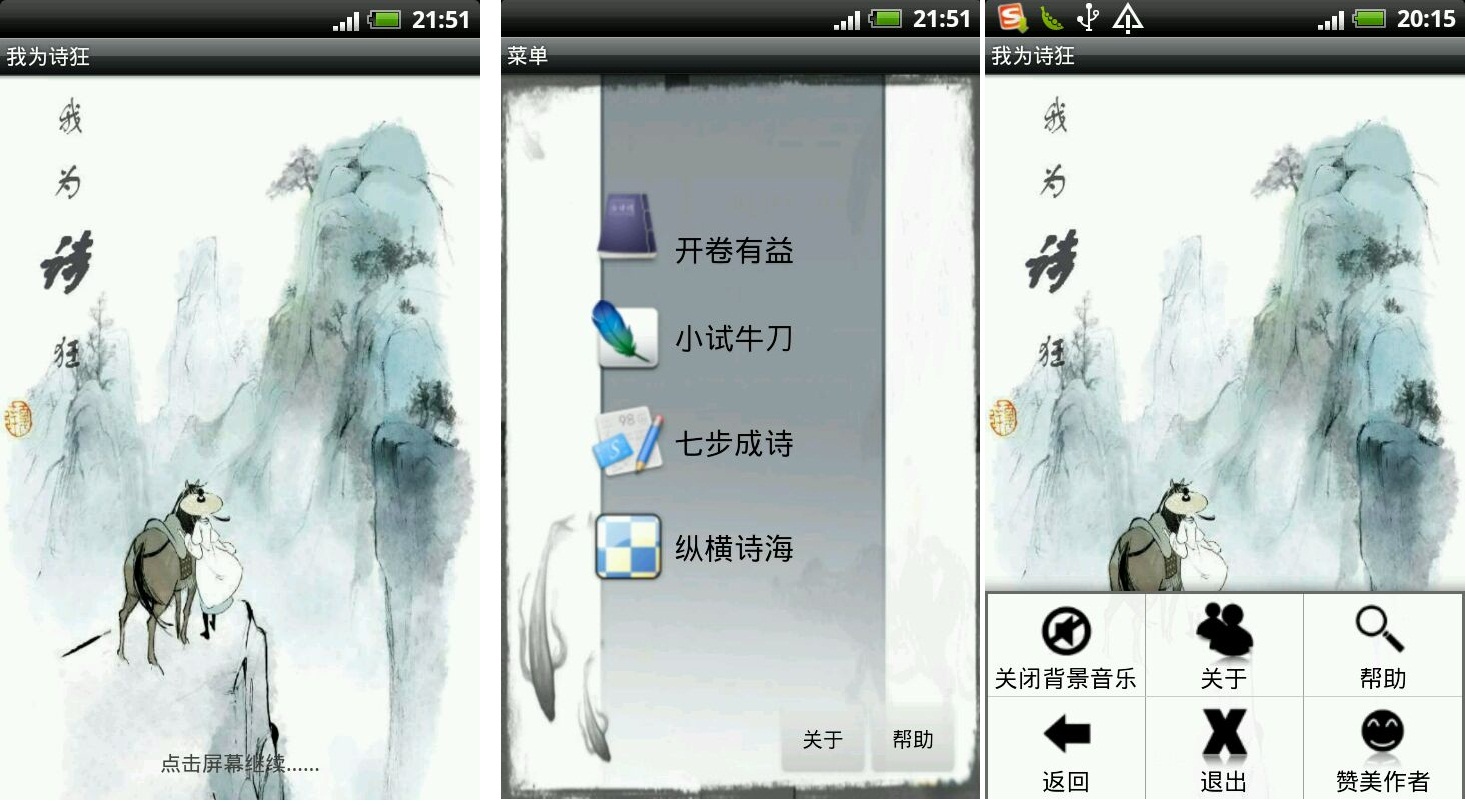 21:51
我为诗狂
我
为
诗
狂
点击屏幕继续......
21:51
菜单
开卷有益
小试牛刀
七步成诗
纵横诗海
关于
帮助
20:15
我为诗狂
我
为
诗
狂
关闭背景音乐
关于
帮助
返回
退出
赞美作者